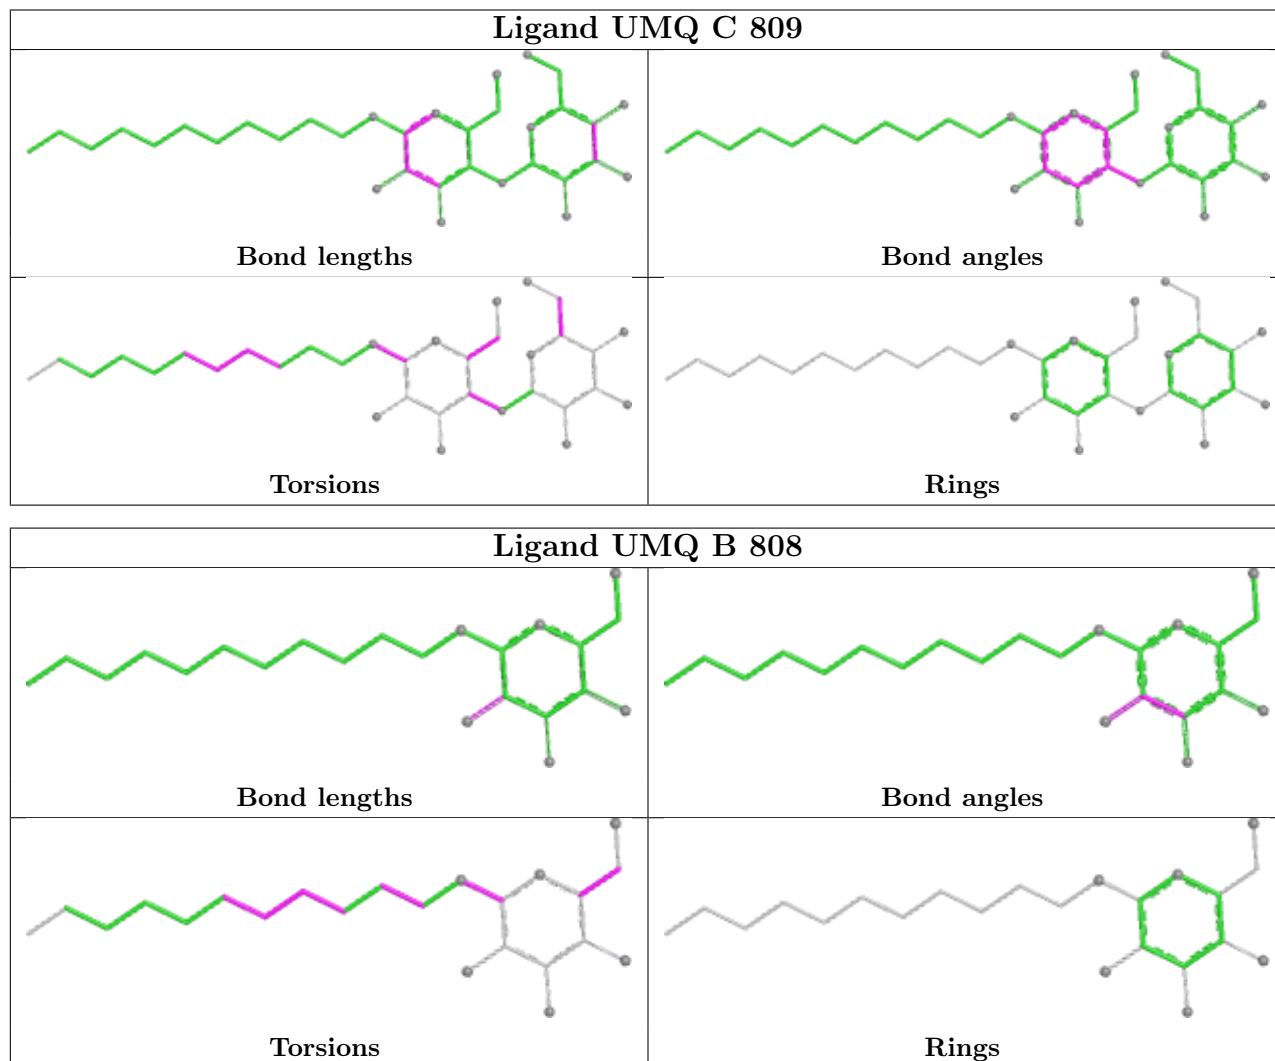 Ligand UMQ C 809
Bond lengths
Bond angles
Torsions
Rings
Ligand UMQ B 808
Bond lengths
Bond angles
Torsions
Rings